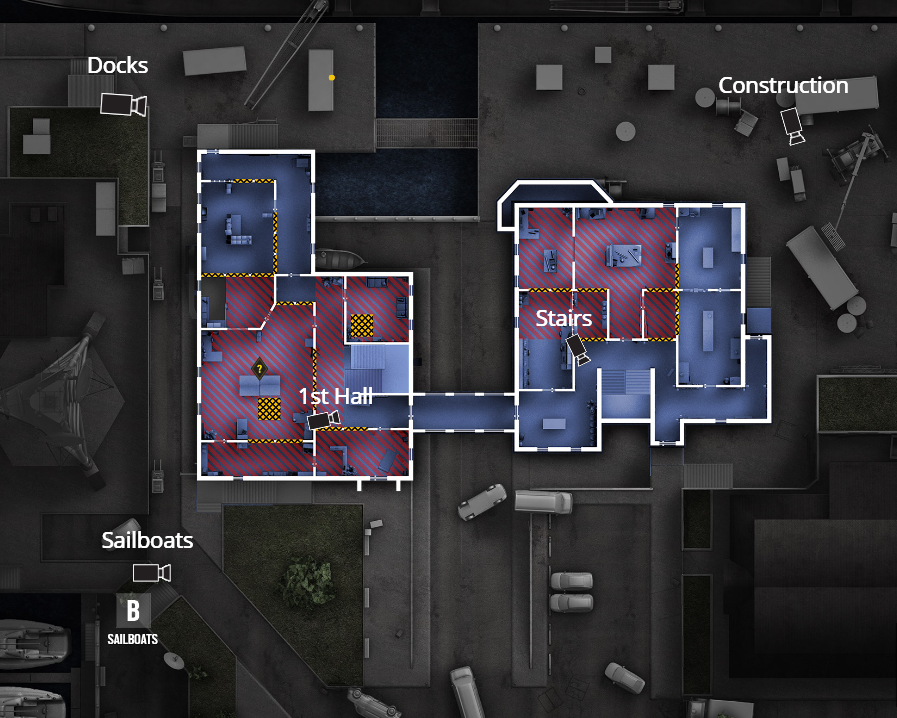 Docks
Construction
Stairs
?
1st Hall
Sailboats
B
SAILBOATS